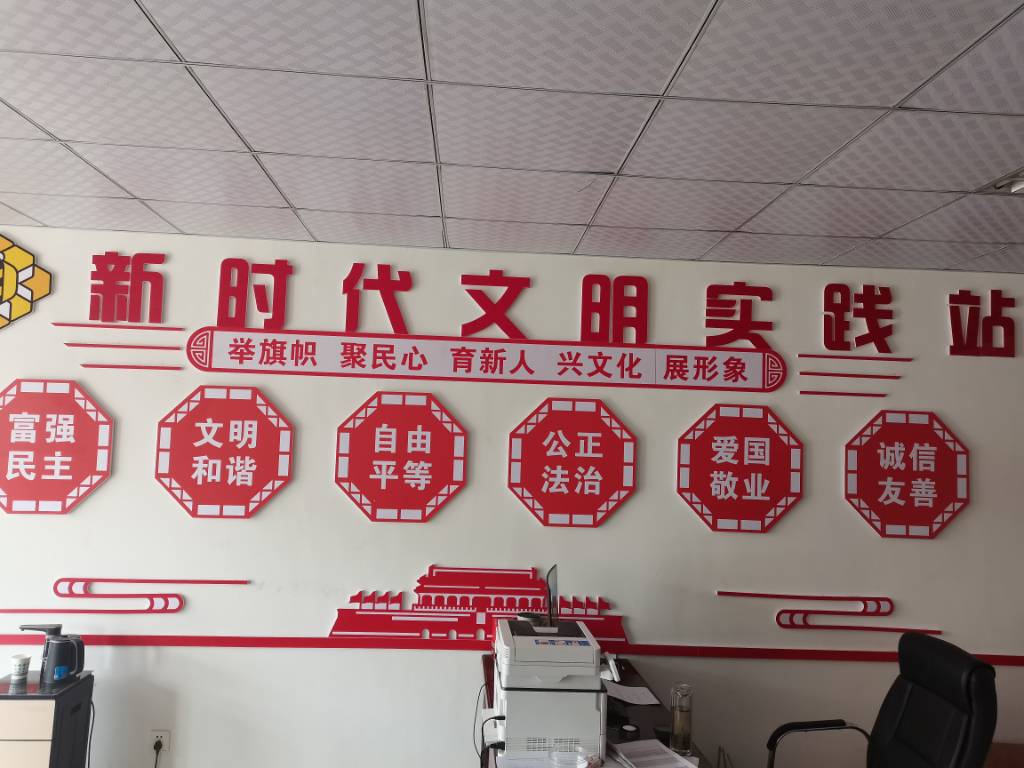 新时代文明实践站
举旗帜 聚民心 育新人 兴文化 展形象
富强
民主
文明
和谐
自由
平等
公正
法治
爱国
敬业
诚信
友善